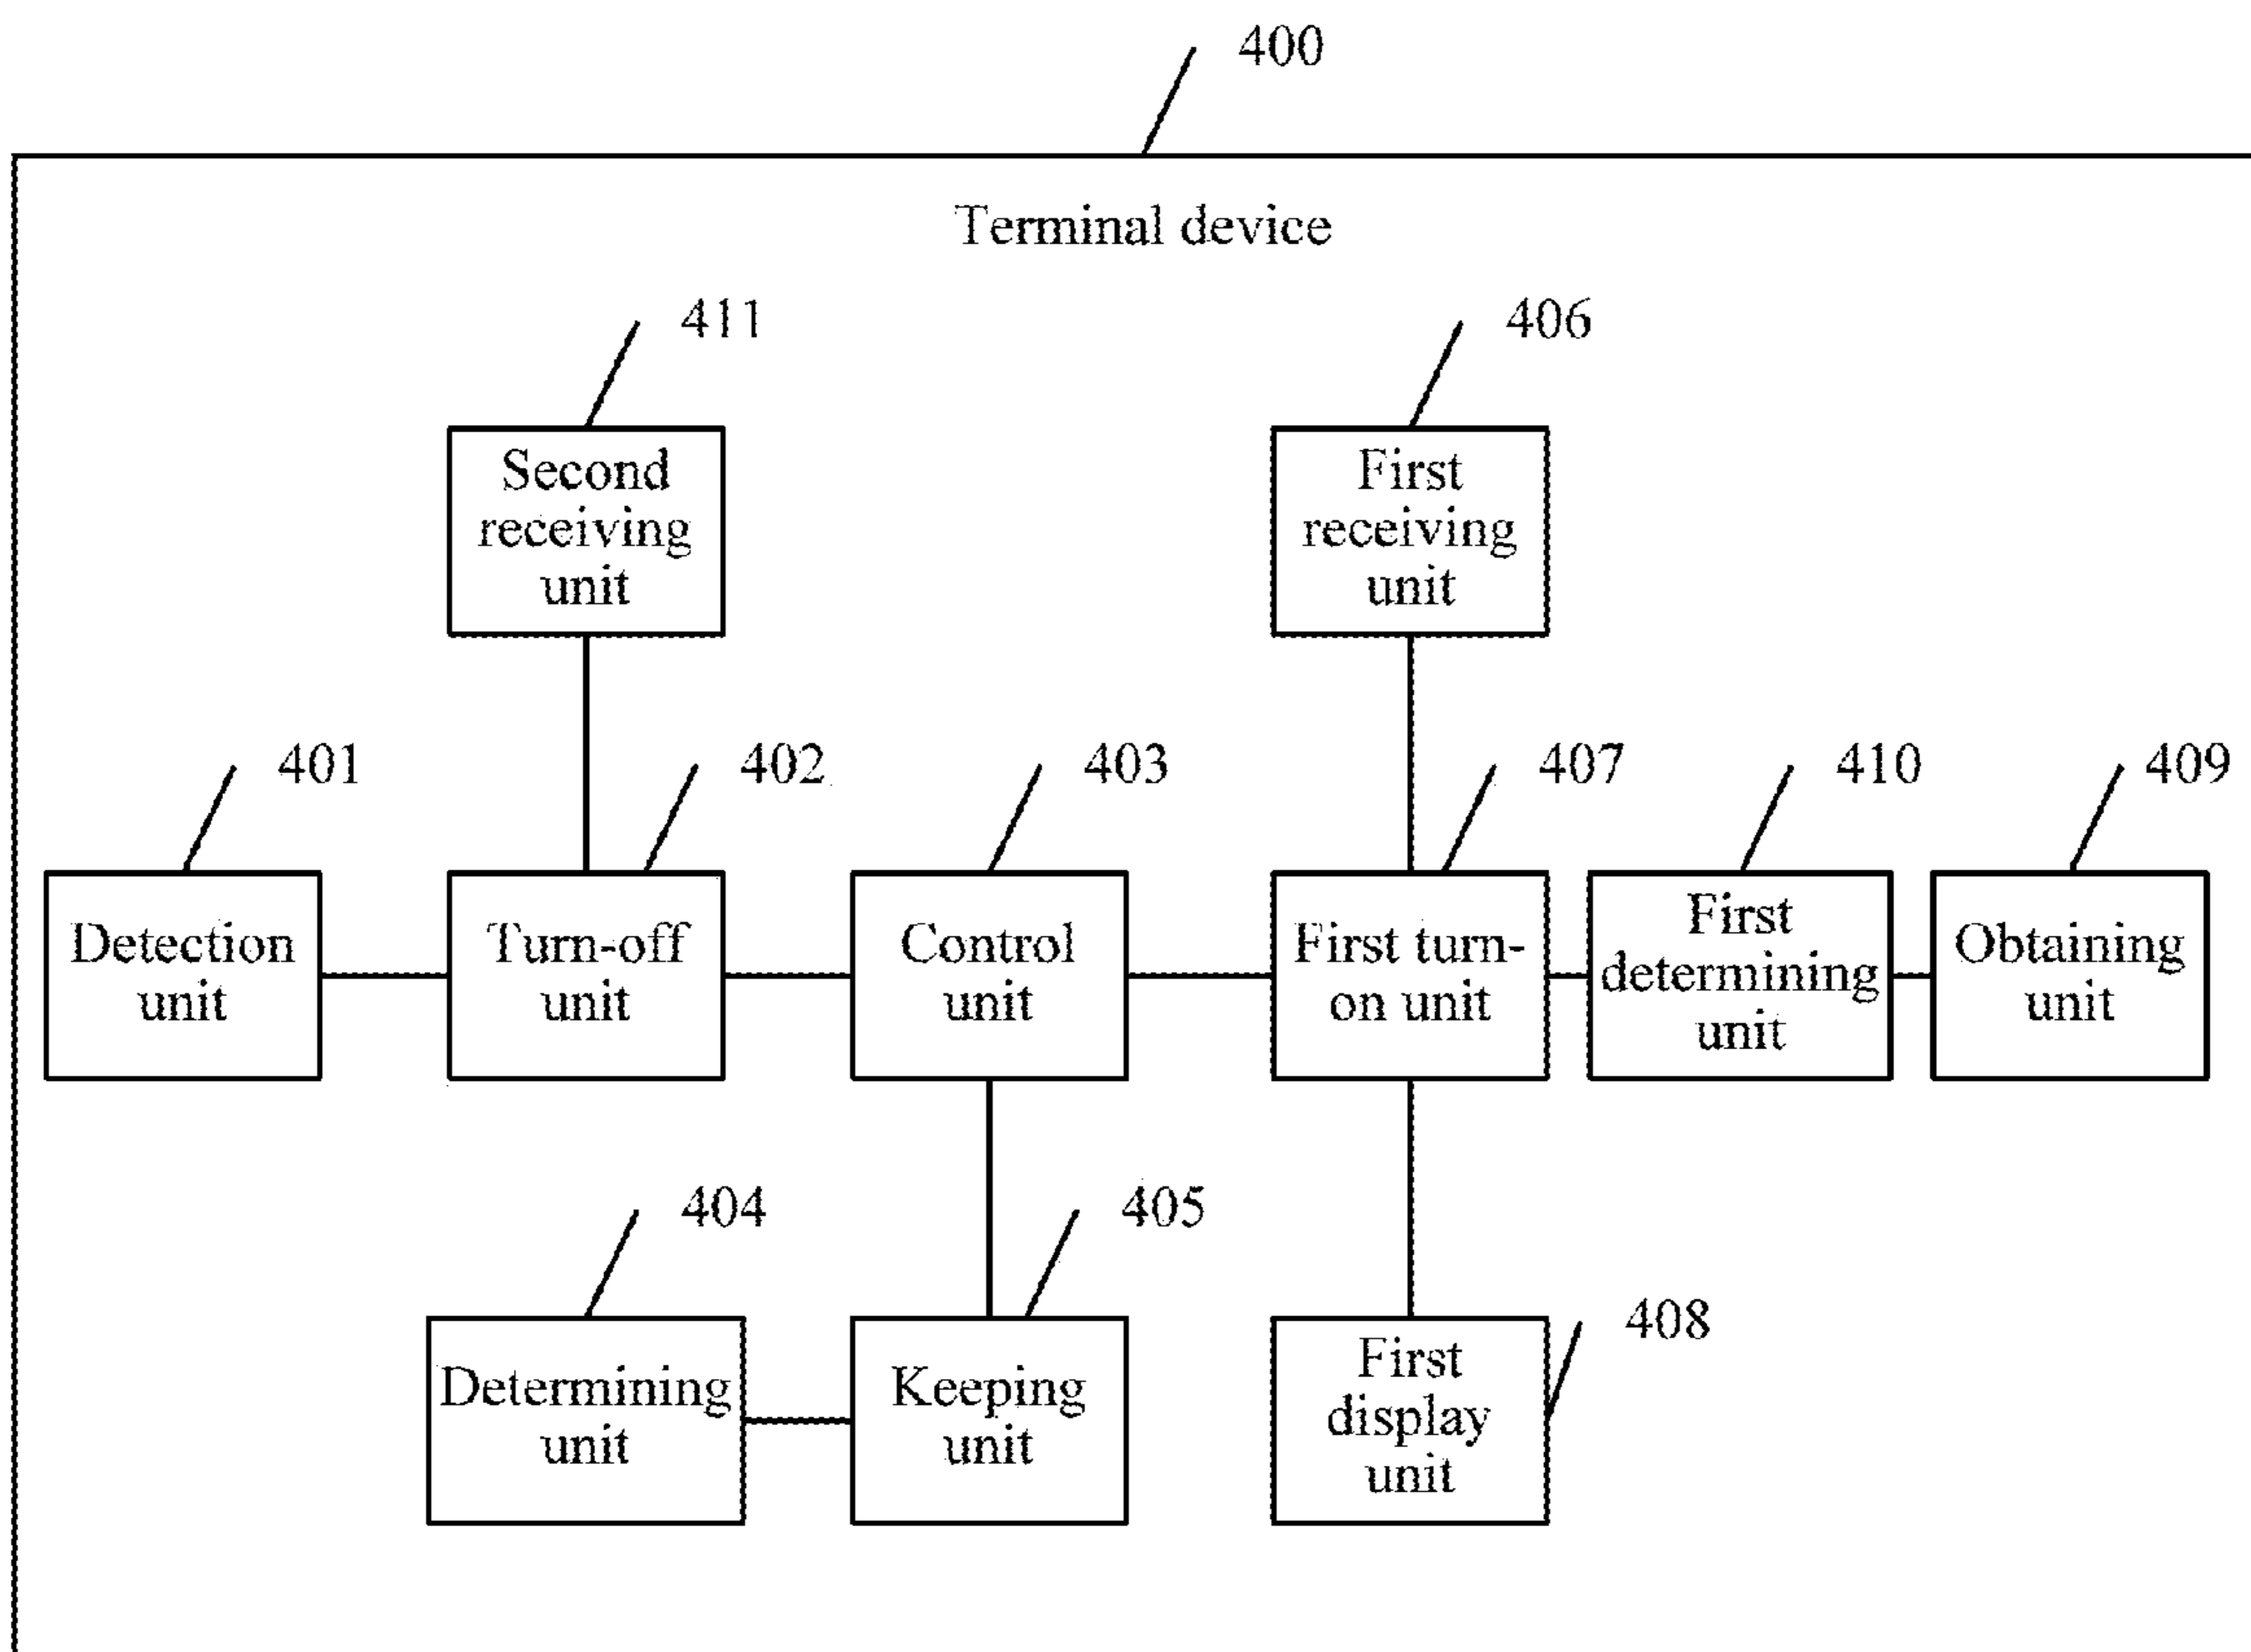 400
Terminal device
411
406
Second
receiving
unit
First
receiving
unit
401
402
403
407
410
409
Detection
unit
Turn-off
unit
Control
unit
First turn-
on unit
First
determining
unit
Obtaining
unit
404
405
408
Determining
unit
Keeping
unit
First
display
unit